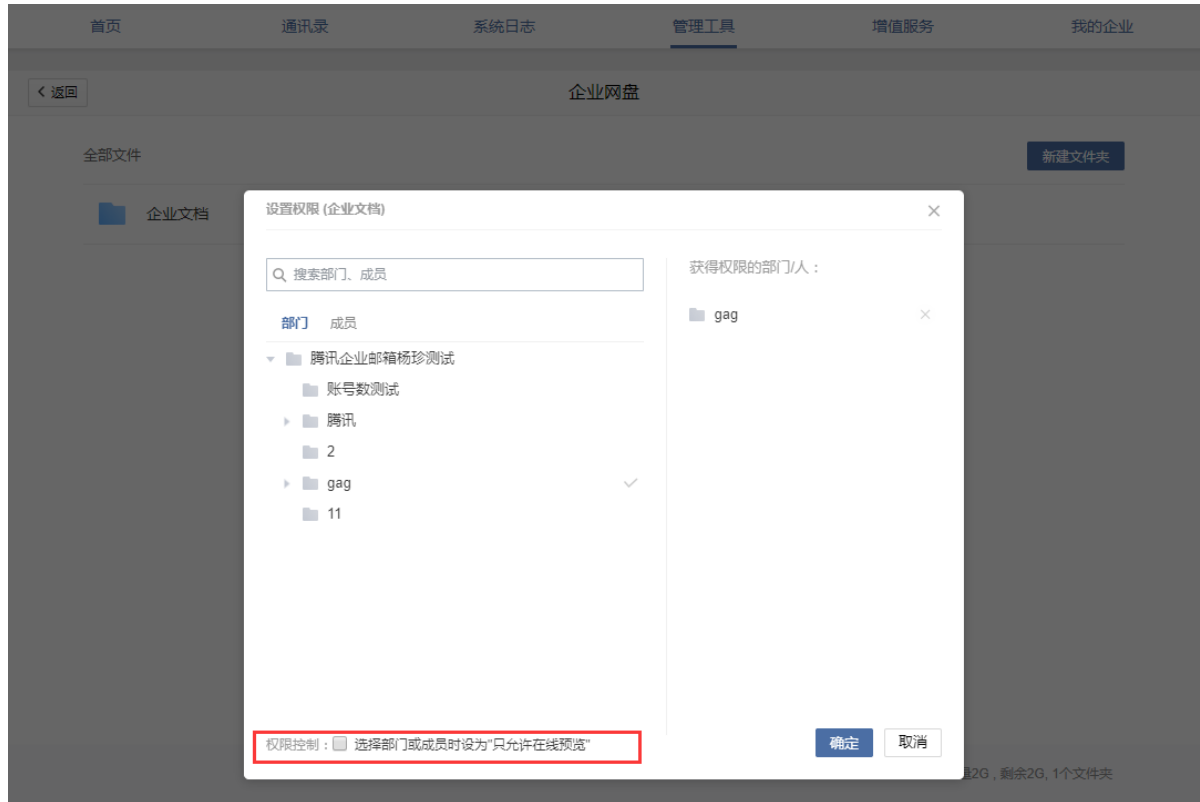 首页 通讯录 系统日志 管理工具 增值服务 我的企业
返回 企业网盘
全部文件 新建文件夹
企业文档
设置权限 (企业文档)
搜索部门、成员
部门 成员
腾讯企业邮箱杨珍测试
账号数测试
腾讯
2
gag
11
获得权限的部门/人：
gag
权限控制：选择部门或成员时设为"只允许在线预览"
确定 取消
2G , 剩余2G, 1个文件夹